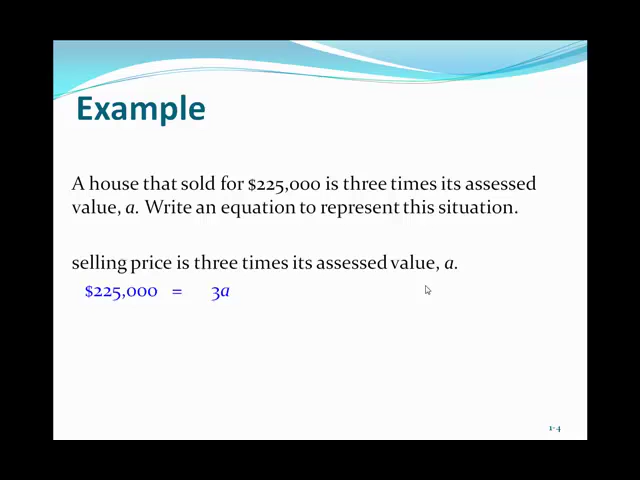 Example
A house that sold for $225,000 is three times its assessed
value, a. Write an equation to represent this situation.
selling price is three times its assessed value, a.
$225,000 = 3a
1-4